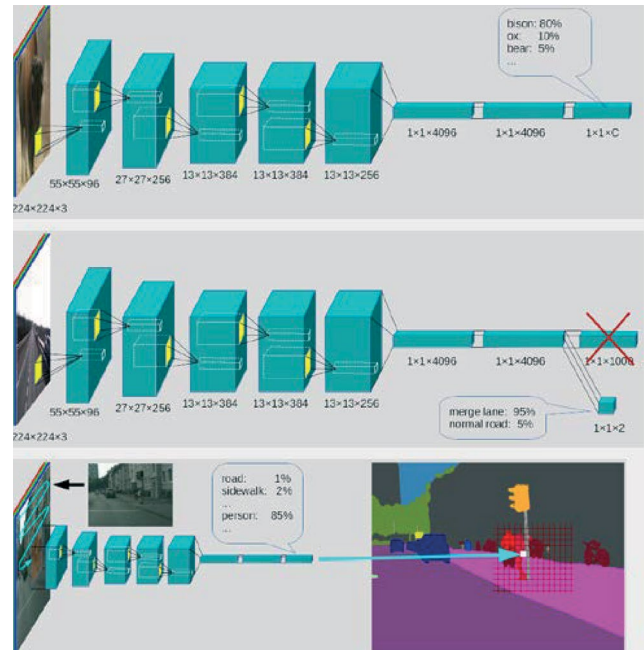 bison: 80%
ox: 10%
bear: 5%
...
1×1×4096 1×1×4096 1×1×C
55×55×96 27×27×256 13×13×384 13×13×384 13×13×256
224×224×3
1×1×4096 1×1×4096 1×1×1000
55×55×96 27×27×256 13×13×384 13×13×384 13×13×256
merge lane: 95%
normal road: 5%
1×1×2
224×224×3
road: 1%
sidewalk: 2%
...
person: 85%
...